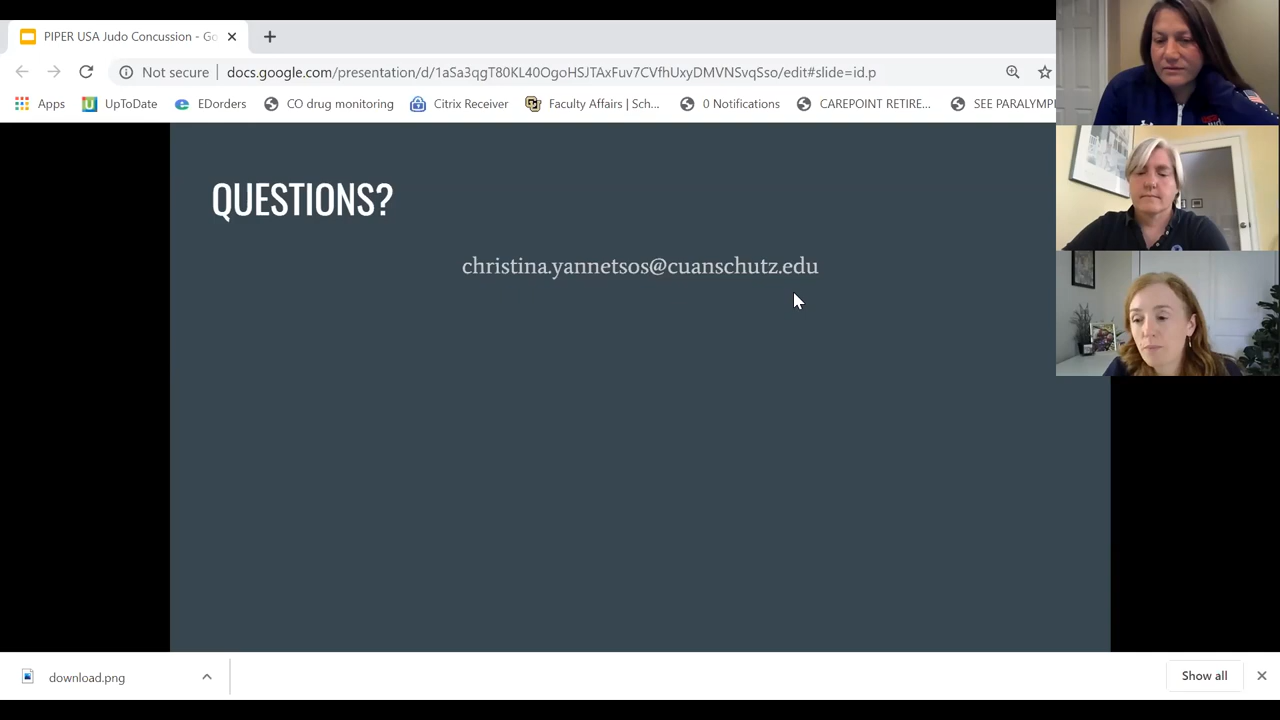 PIPER USA Judo Concussion - Go
Not secure
docs.google.com/presentation/d/1aSa3qgT80KL40OgoHSJTAxFuv7CVfhUxyDMVNSvqSso/edit#slide=id.p
Apps
UpToDate
EDorders
CO drug monitoring
Citrix Receiver
Faculty Affairs | Sch...
0 Notifications
CAREPOINT RETIRE...
SEE PARALYMPI
QUESTIONS?
christina.yannetsos@cuanschutz.edu
download.png
Show all